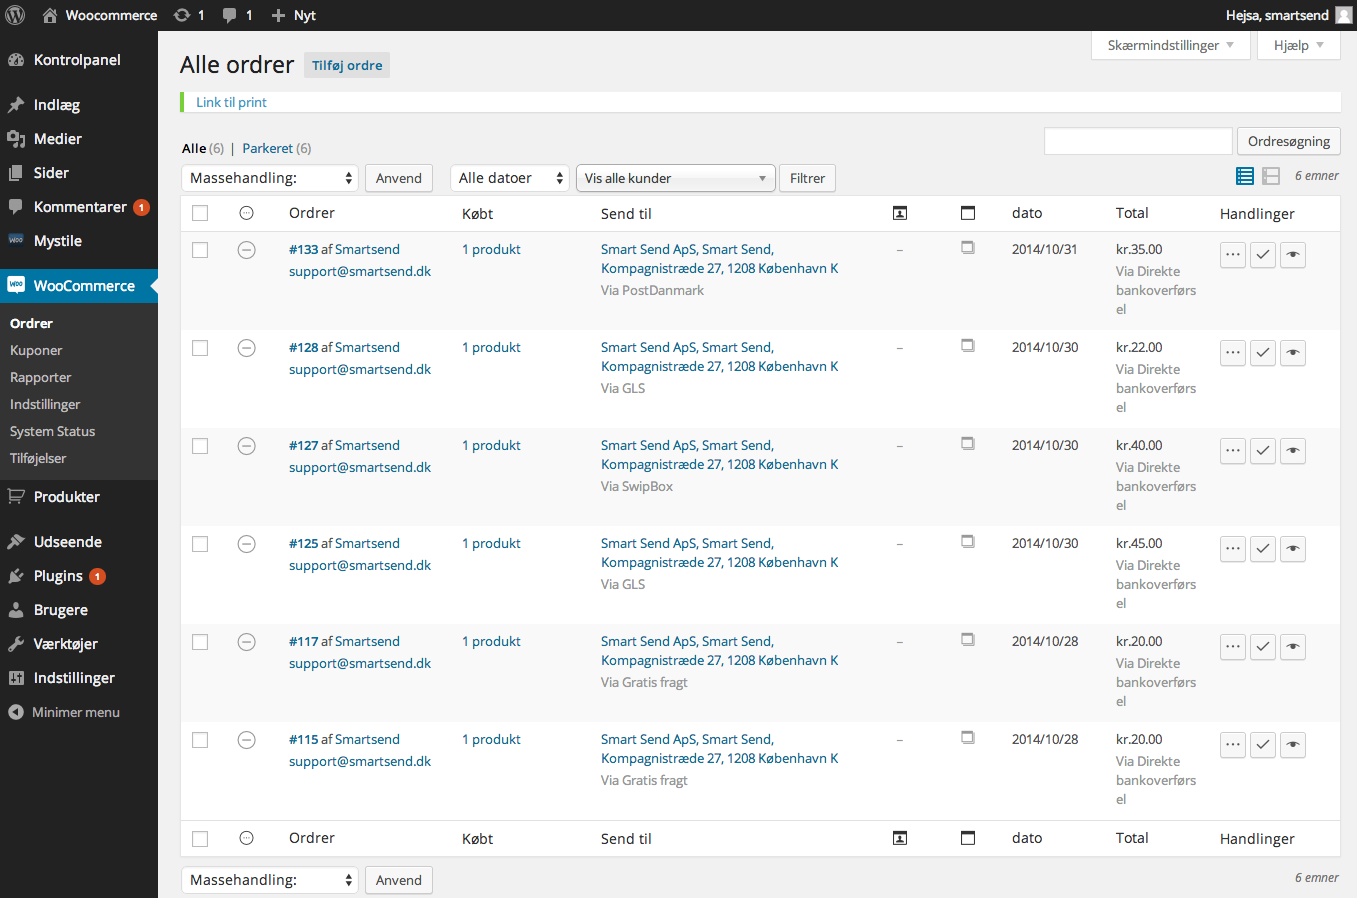 Woocommerce
1
1
Nyt
Hejsa, smartsend
Kontrolpanel
Indlæg
Medier
Sider
Kommentarer 1
Mystile
WooCommerce
Ordrer
Kuponer
Rapporter
Indstillinger
System Status
Tilføjelser
Produkter
Udseende
Plugins 1
Brugere
Værktøjer
Indstillinger
Minimer menu
Skærmindstillinger
Hjælp
Alle ordrer
Tilføj ordre
Link til print
Alle (6) | Parkeret (6)
Ordresøgning
Massehandling:
Anvend
Alle datoer
Vis alle kunder
Filtrer
6 emner
Ordrer
Købt
Send til
dato
Total
Handlinger
#133 af Smartsend
support@smartsend.dk
1 produkt
Smart Send ApS, Smart Send,
Kompagnistræde 27, 1208 København K
Via PostDanmark
–
2014/10/31
kr.35.00
Via Direkte
bankoverførs
el
#128 af Smartsend
support@smartsend.dk
1 produkt
Smart Send ApS, Smart Send,
Kompagnistræde 27, 1208 København K
Via GLS
–
2014/10/30
kr.22.00
Via Direkte
bankoverførs
el
#127 af Smartsend
support@smartsend.dk
1 produkt
Smart Send ApS, Smart Send,
Kompagnistræde 27, 1208 København K
Via SwipBox
–
2014/10/30
kr.40.00
Via Direkte
bankoverførs
el
#125 af Smartsend
support@smartsend.dk
1 produkt
Smart Send ApS, Smart Send,
Kompagnistræde 27, 1208 København K
Via GLS
–
2014/10/30
kr.45.00
Via Direkte
bankoverførs
el
#117 af Smartsend
support@smartsend.dk
1 produkt
Smart Send ApS, Smart Send,
Kompagnistræde 27, 1208 København K
Via Gratis fragt
–
2014/10/28
kr.20.00
Via Direkte
bankoverførs
el
#115 af Smartsend
support@smartsend.dk
1 produkt
Smart Send ApS, Smart Send,
Kompagnistræde 27, 1208 København K
Via Gratis fragt
–
2014/10/28
kr.20.00
Via Direkte
bankoverførs
el
Ordrer
Købt
Send til
dato
Total
Handlinger
Massehandling:
Anvend
6 emner